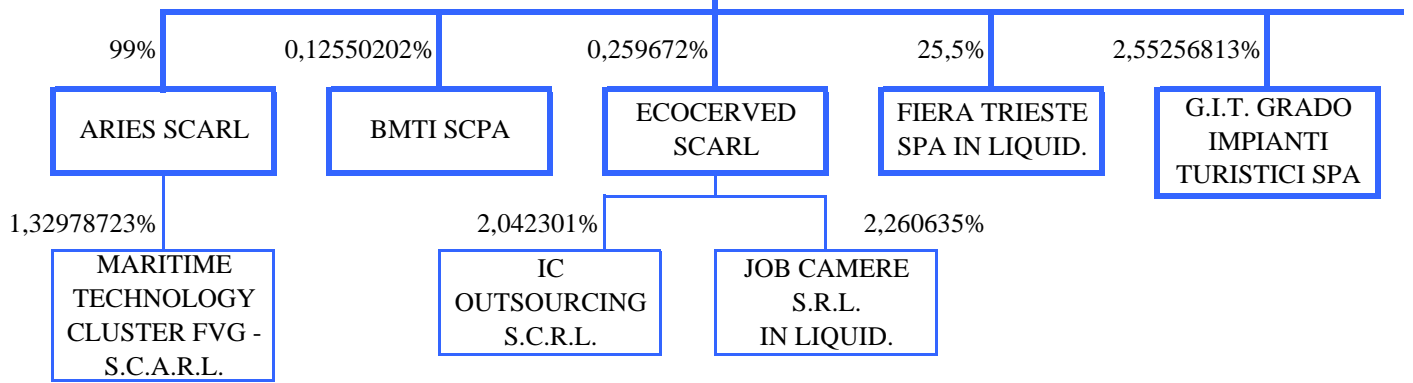 99%
0,12550202%
0,259672%
25,5%
2,55256813%
ARIES SCARL
BMTI SCPA
ECOCERVED
SCARL
FIERA TRIESTE
SPA IN LIQUID.
G.I.T. GRADO
IMPIANTI
TURISTICI SPA
1,32978723%
2,042301%
2,260635%
MARITIME
TECHNOLOGY
CLUSTER FVG -
S.C.A.R.L.
IC
OUTSOURCING
S.C.R.L.
JOB CAMERE
S.R.L.
IN LIQUID.